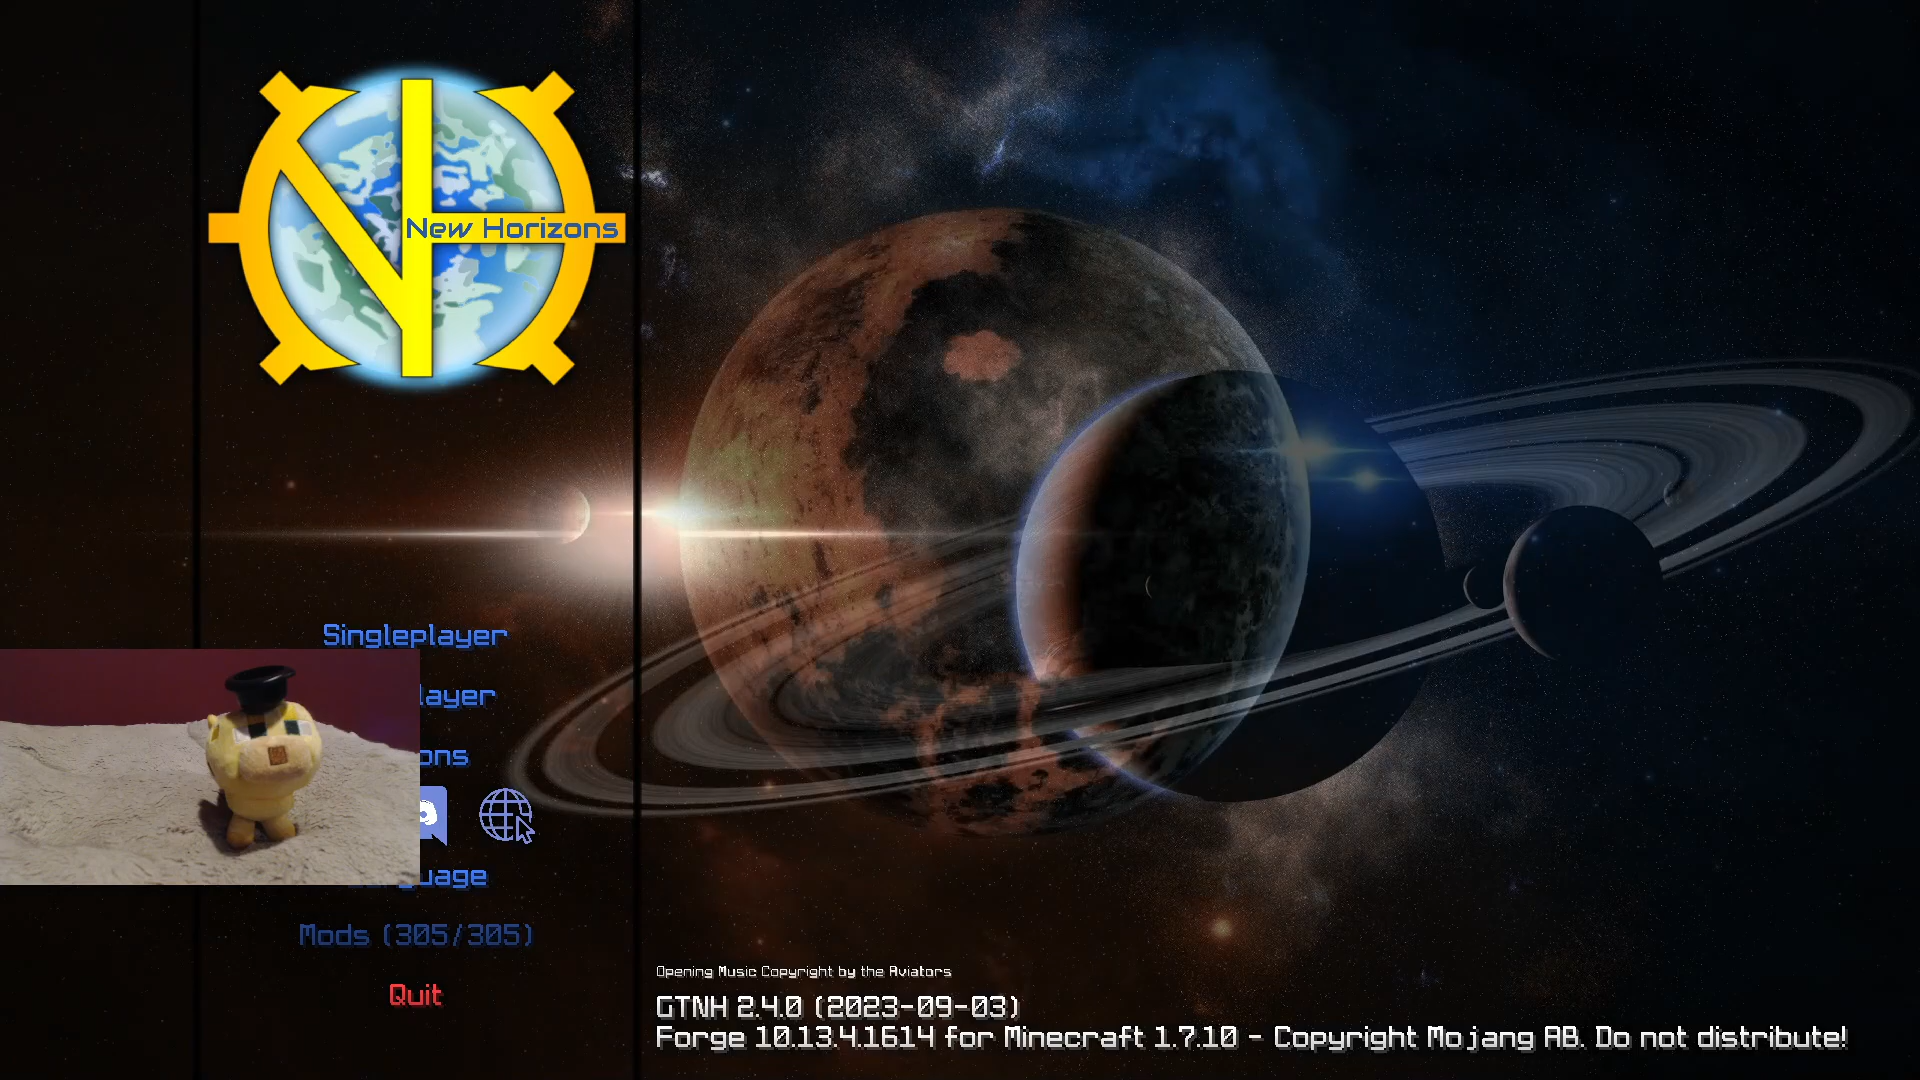 New Horizons
Singleplayer
layer
ons
uage
Mods (305/305)
Quit
Opening Music Copyright by the Aviators
GTNH 2.4.0 (2023-09-03)
Forge 10.13.4.1614 for Minecraft 1.7.10 - Copyright Mojang AB. Do not distribute!